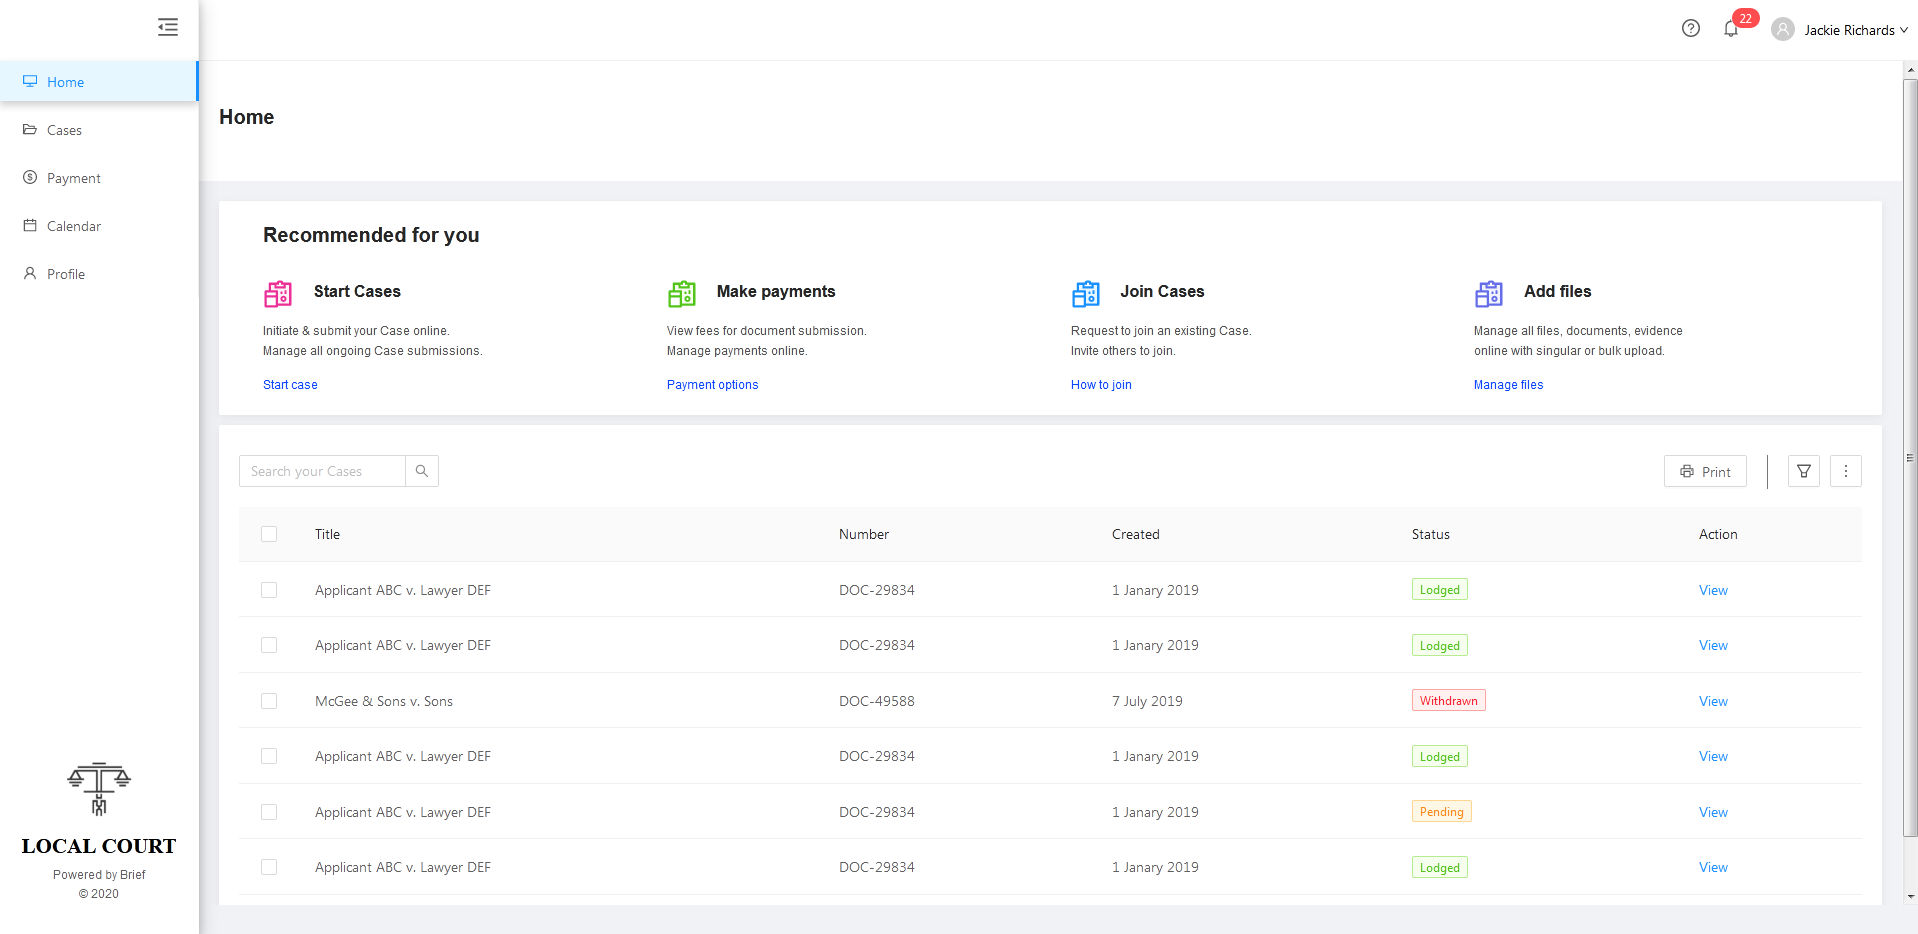 22
Jackie Richards
Home
Cases
Payment
Calendar
Profile
LOCAL COURT
Powered by Brief
© 2020
Home
Recommended for you
Start Cases
Initiate & submit your Case online.
Manage all ongoing Case submissions.
Start case
Make payments
View fees for document submission.
Manage payments online.
Payment options
Join Cases
Request to join an existing Case.
Invite others to join.
How to join
Add files
Manage all files, documents, evidence
online with singular or bulk upload.
Manage files
Search your Cases
Print
Title Number Created Status Action
Applicant ABC v. Lawyer DEF DOC-29834 1 Janary 2019 Lodged View
Applicant ABC v. Lawyer DEF DOC-29834 1 Janary 2019 Lodged View
McGee & Sons v. Sons DOC-49588 7 July 2019 Withdrawn View
Applicant ABC v. Lawyer DEF DOC-29834 1 Janary 2019 Lodged View
Applicant ABC v. Lawyer DEF DOC-29834 1 Janary 2019 Pending View
Applicant ABC v. Lawyer DEF DOC-29834 1 Janary 2019 Lodged View